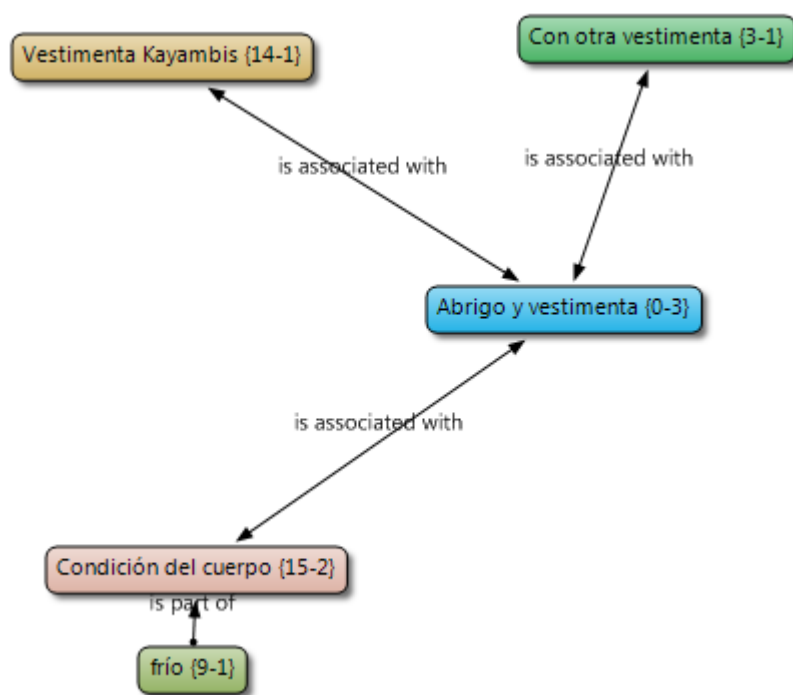 Con otra vestimenta {3-1}
Vestimenta Kayambis {14-1}
is associated with
is associated with
Abrigo y vestimenta {0-3}
is associated with
Condición del cuerpo {15-2}
is part of
frío {9-1}